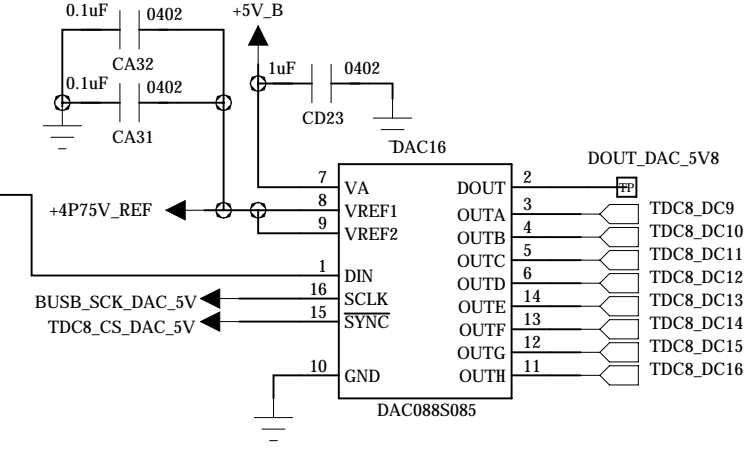 0.1uF 0402 +5V_B
CA32
0.1uF 0402 1uF 0402
CA31 CD23
DAC16
DOUT_DAC_5V8
7 VA DOUT 2 TP
+4P75V_REF 8 VREF1 OUTA 3 TDC8_DC9
9 VREF2 OUTB 4 TDC8_DC10
OUTC 5 TDC8_DC11
1 DIN OUTD 6 TDC8_DC12
BUSB_SCK_DAC_5V 16 SCLK OUTE 14 TDC8_DC13
TDC8_CS_DAC_5V 15 SYNC OUTF 13 TDC8_DC14
OUTG 12 TDC8_DC15
10 GND OUTH 11 TDC8_DC16
DAC088S085